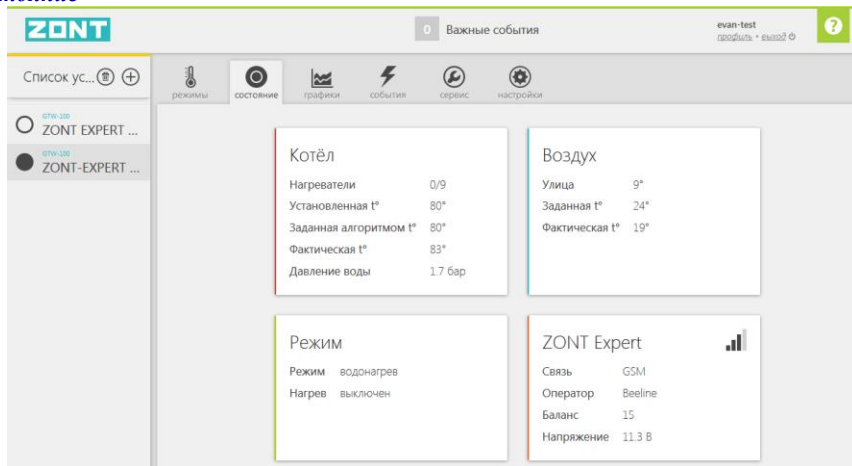 ZONT
0 Важные события
evan-test
профиль • выход
?
Список ус...
режимы
состояние
графики
события
сервис
настройки
GTW-100
ZONT EXPERT ...
GTW-100
ZONT-EXPERT ...
Котёл
Нагреватели 0/9
Установленная t° 80°
Заданная алгоритмом t° 80°
Фактическая t° 83°
Давление воды 1.7 бар
Воздух
Улица 9°
Заданная t° 24°
Фактическая t° 19°
Режим
Режим водонагрев
Нагрев выключен
ZONT Expert
Связь GSM
Оператор Beeline
Баланс 15
Напряжение 11.3 В